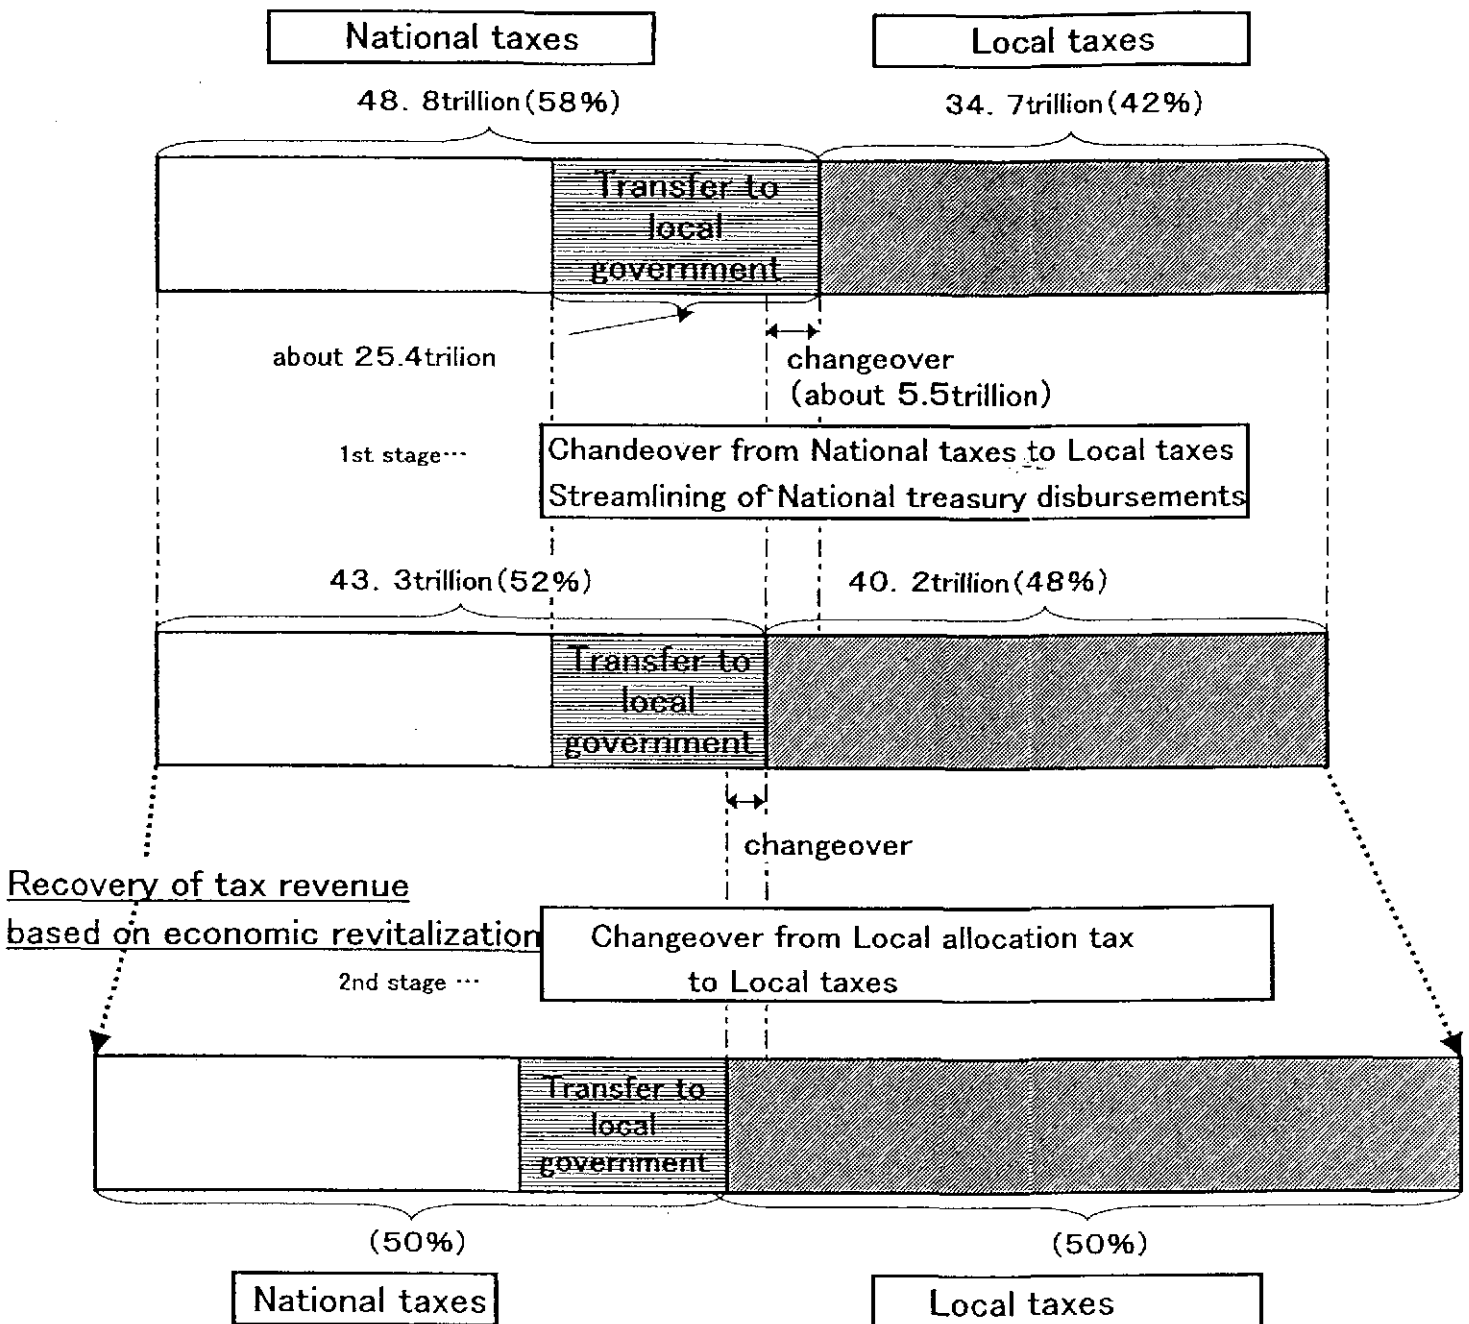 National taxes
Local taxes
48. 8trillion(58%)
34. 7trillion(42%)
Transfer to
local
government
about 25.4trilion
changeover
(about 5.5trillion)
1st stage…
Chandeover from National taxes to Local taxes
Streamlining of National treasury disbursements
43. 3trillion(52%)
40. 2trillion(48%)
Transfer to
local
government
changeover
Recovery of tax revenue
based on economic revitalization
Changeover from Local allocation tax
to Local taxes
2nd stage …
Transfer to
local
government
(50%)
(50%)
National taxes
Local taxes